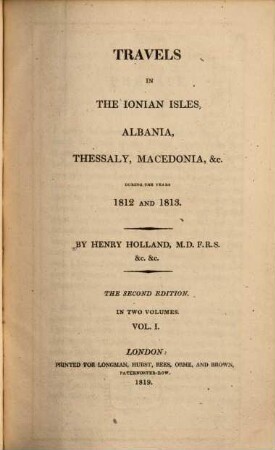 TRAVELS
IN
THE IONIAN ISLES,
ALBANIA,
THESSALY, MACEDONIA, &c.
DURING THE YEARS
1812 AND 1813.
BY HENRY HOLLAND, M.D. F.R.S.
&c. &c.
THE SECOND EDITION.
IN TWO VOLUMES.
VOL. I.
LONDON:
PRINTED FOR LONGMAN, HURST, REES, ORME, AND BROWN,
PATERNOSTER-ROW.
1819.